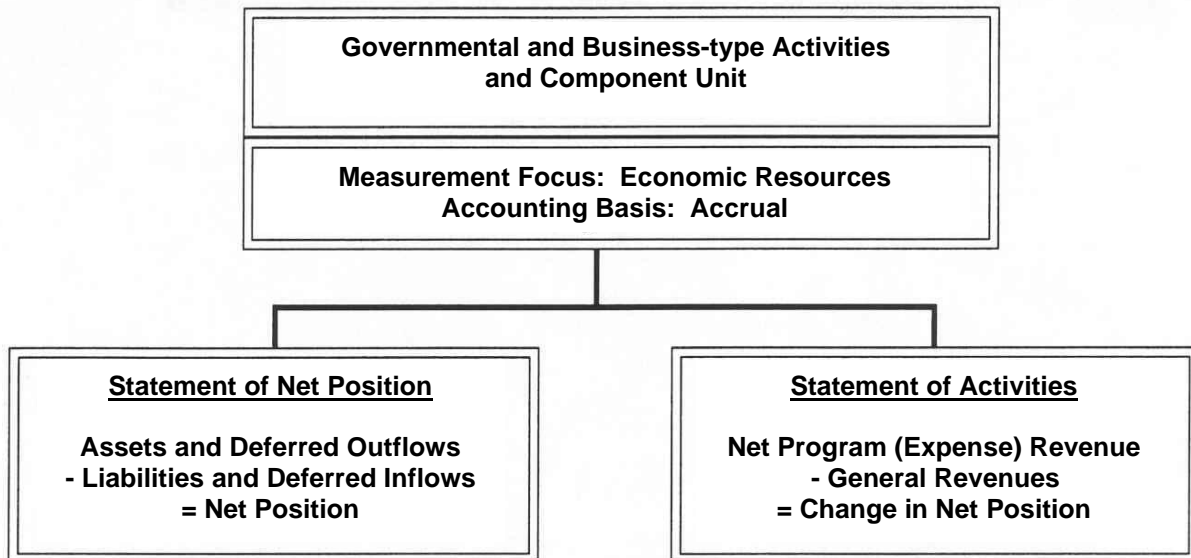 Governmental and Business-type Activities
and Component Unit
Measurement Focus: Economic Resources
Accounting Basis: Accrual
Statement of Net Position
Assets and Deferred Outflows
- Liabilities and Deferred Inflows
= Net Position
Statement of Activities
Net Program (Expense) Revenue
- General Revenues
= Change in Net Position